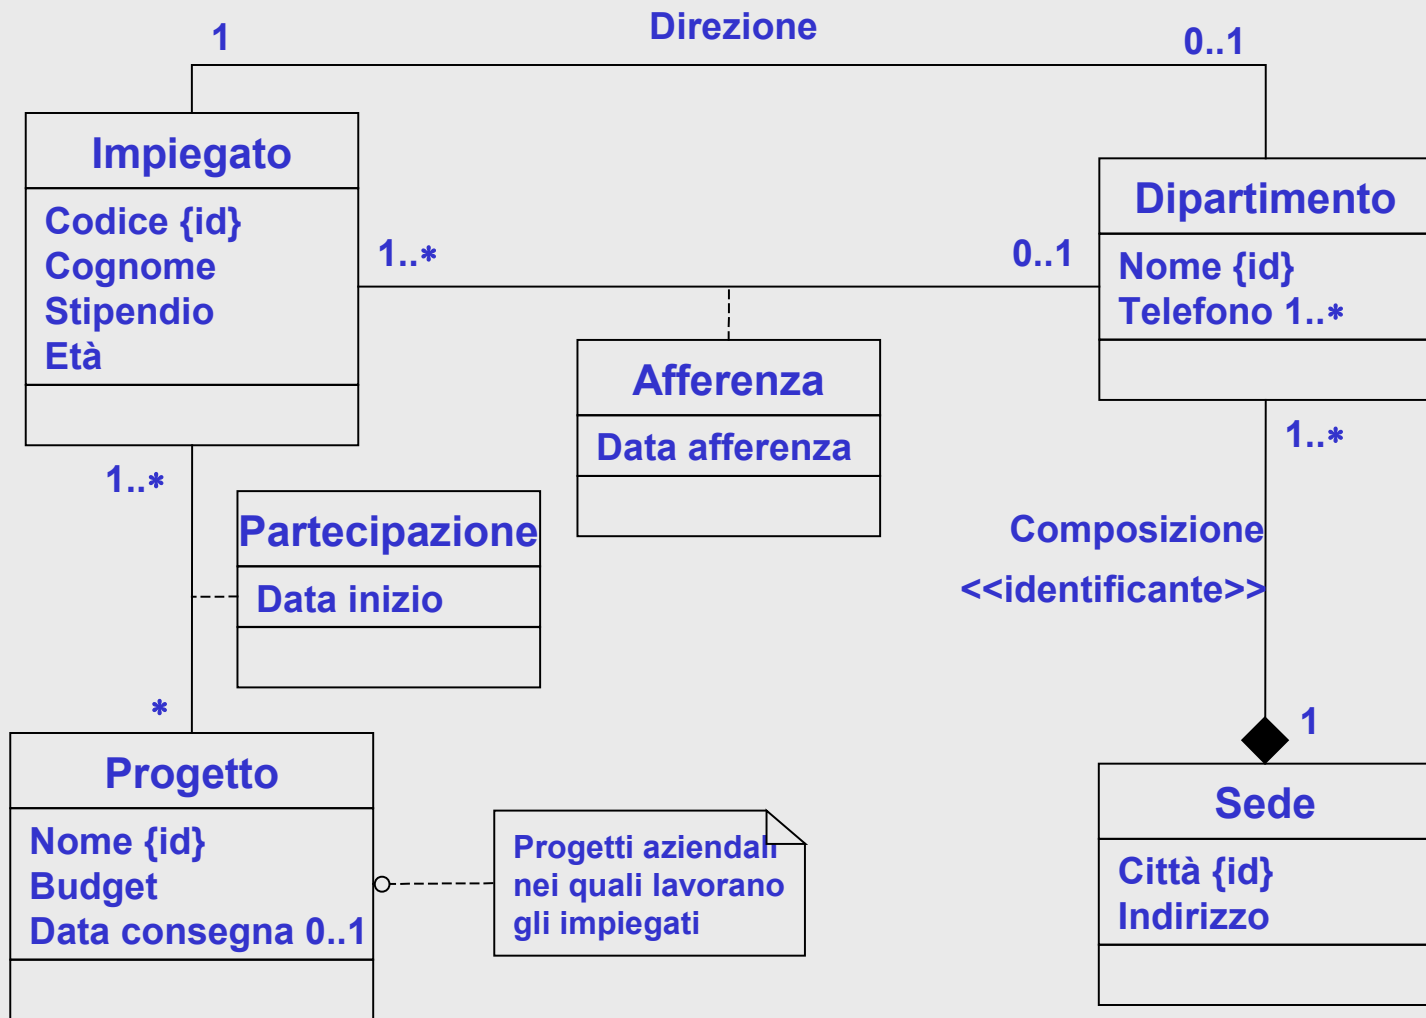 Direzione
1
0..1
Impiegato
Codice {id}
Cognome
Stipendio
Età
1..*
0..1
Dipartimento
Nome {id}
Telefono 1..*
Afferenza
Data afferenza
1..*
1..*
Partecipazione
Data inizio
Composizione
<<identificante>>
*
1
Progetto
Nome {id}
Budget
Data consegna 0..1
Progetti aziendali
nei quali lavorano
gli impiegati
Sede
Città {id}
Indirizzo